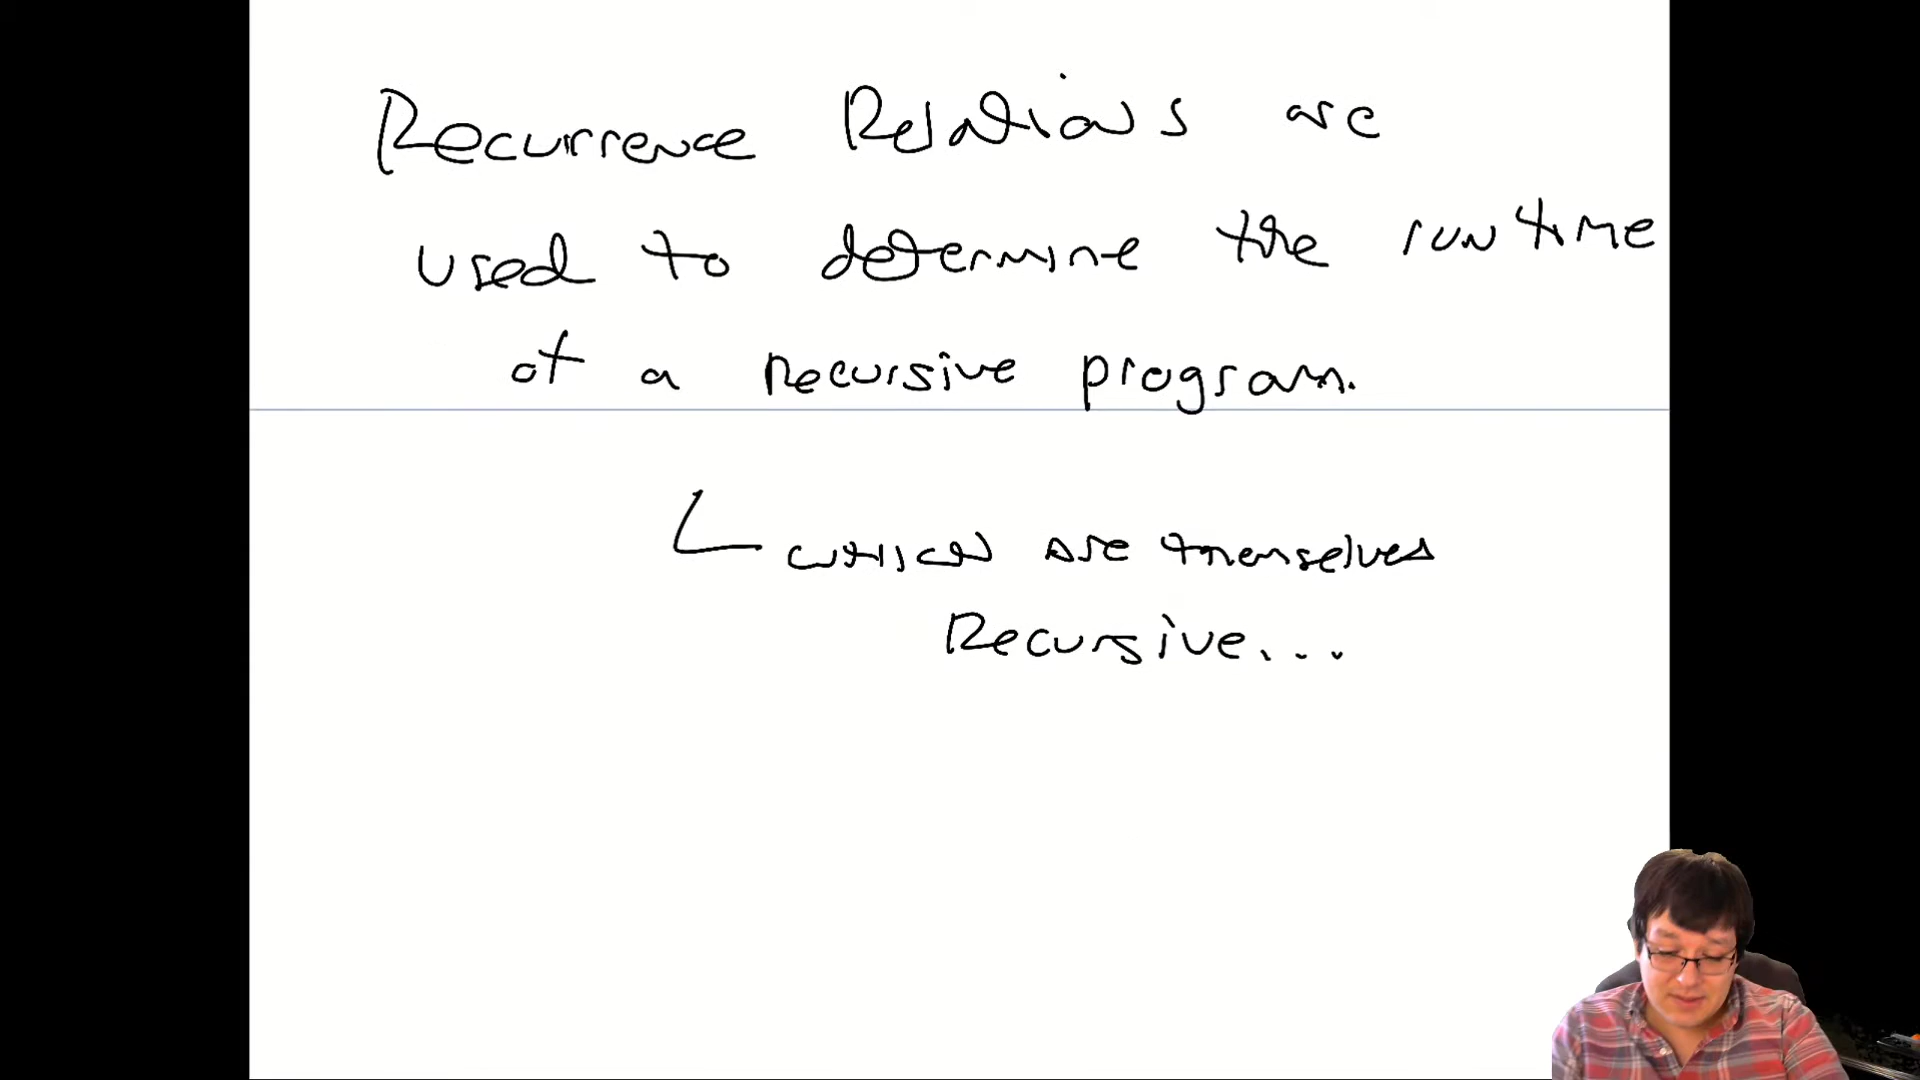 Recurrence Relations are
used to determine the runtime
of a recursive program.
which are themselves
Recursive...